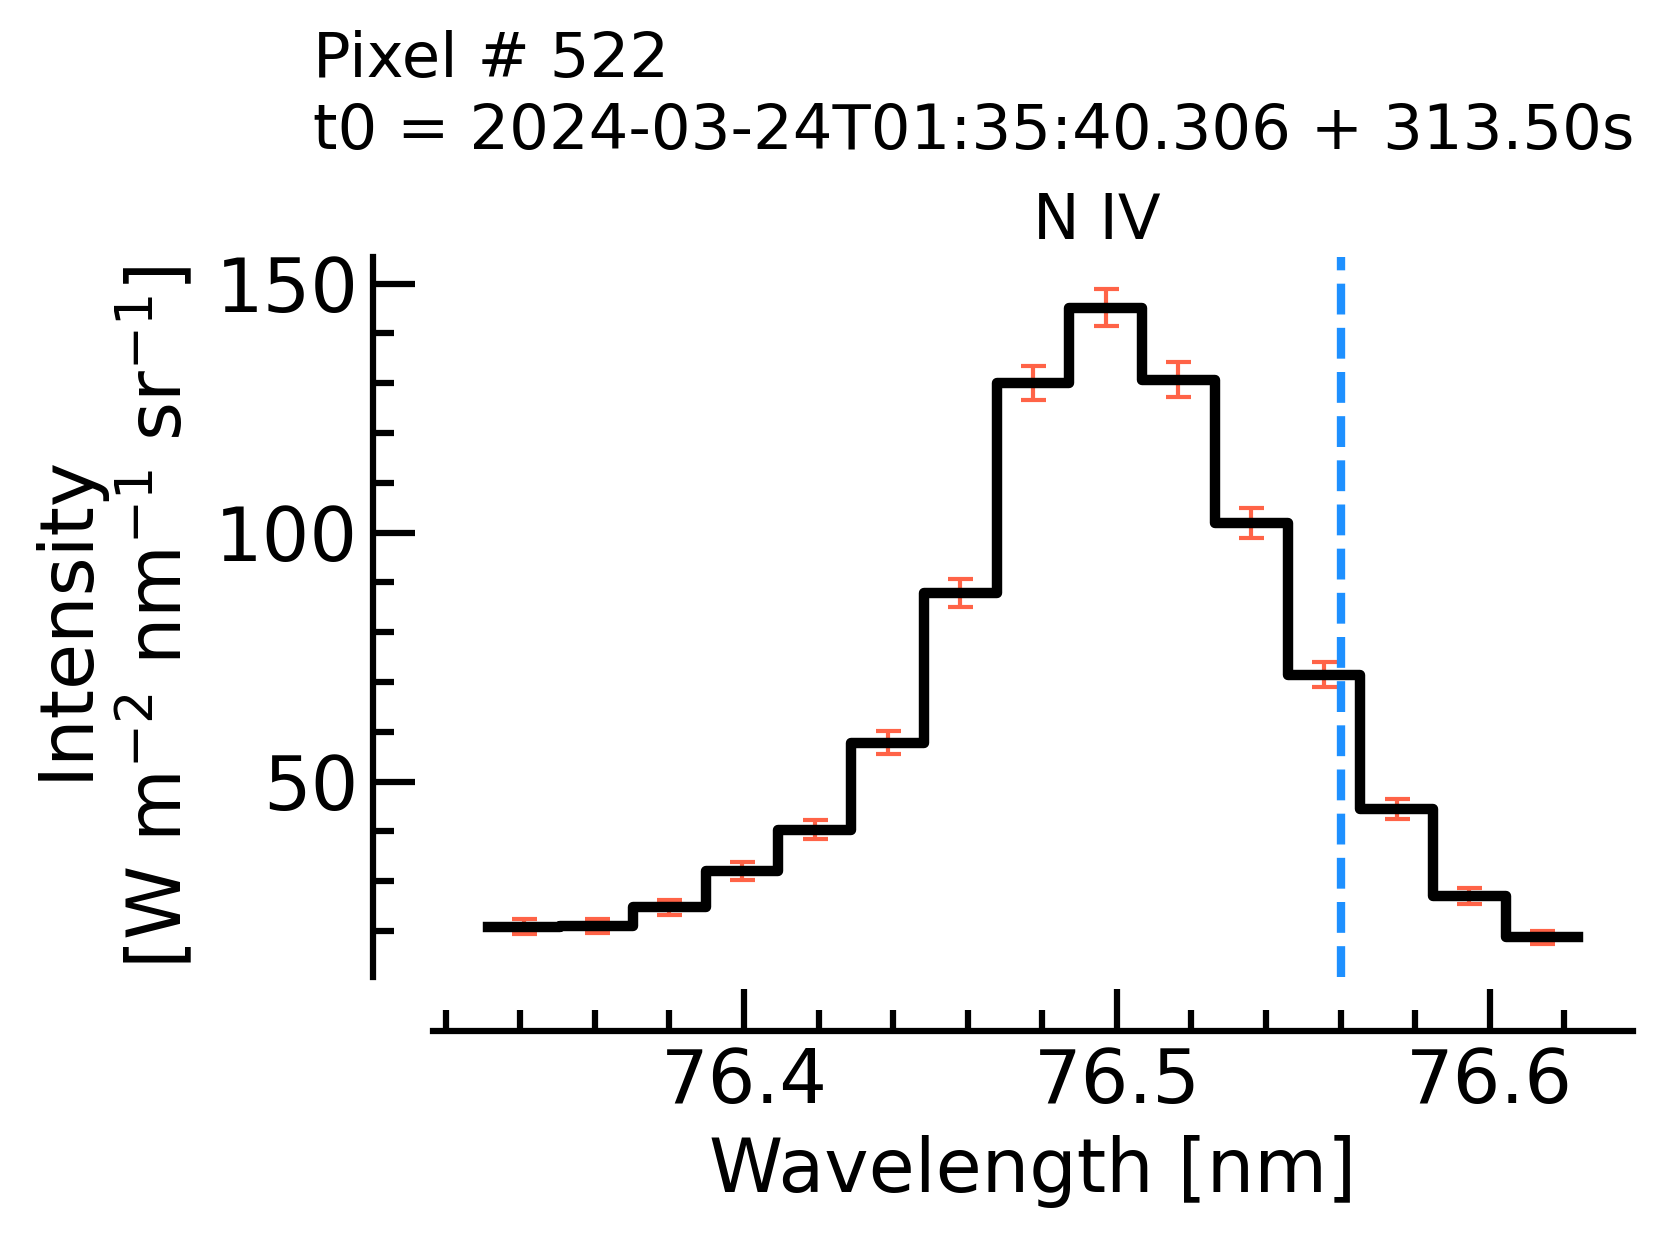 Pixel # 522
t0 = 2024-03-24T01:35:40.306 + 313.50s
N IV
150
100
50
Intensity
[W m⁻² nm⁻¹ sr⁻¹]
76.4 76.5 76.6
Wavelength [nm]